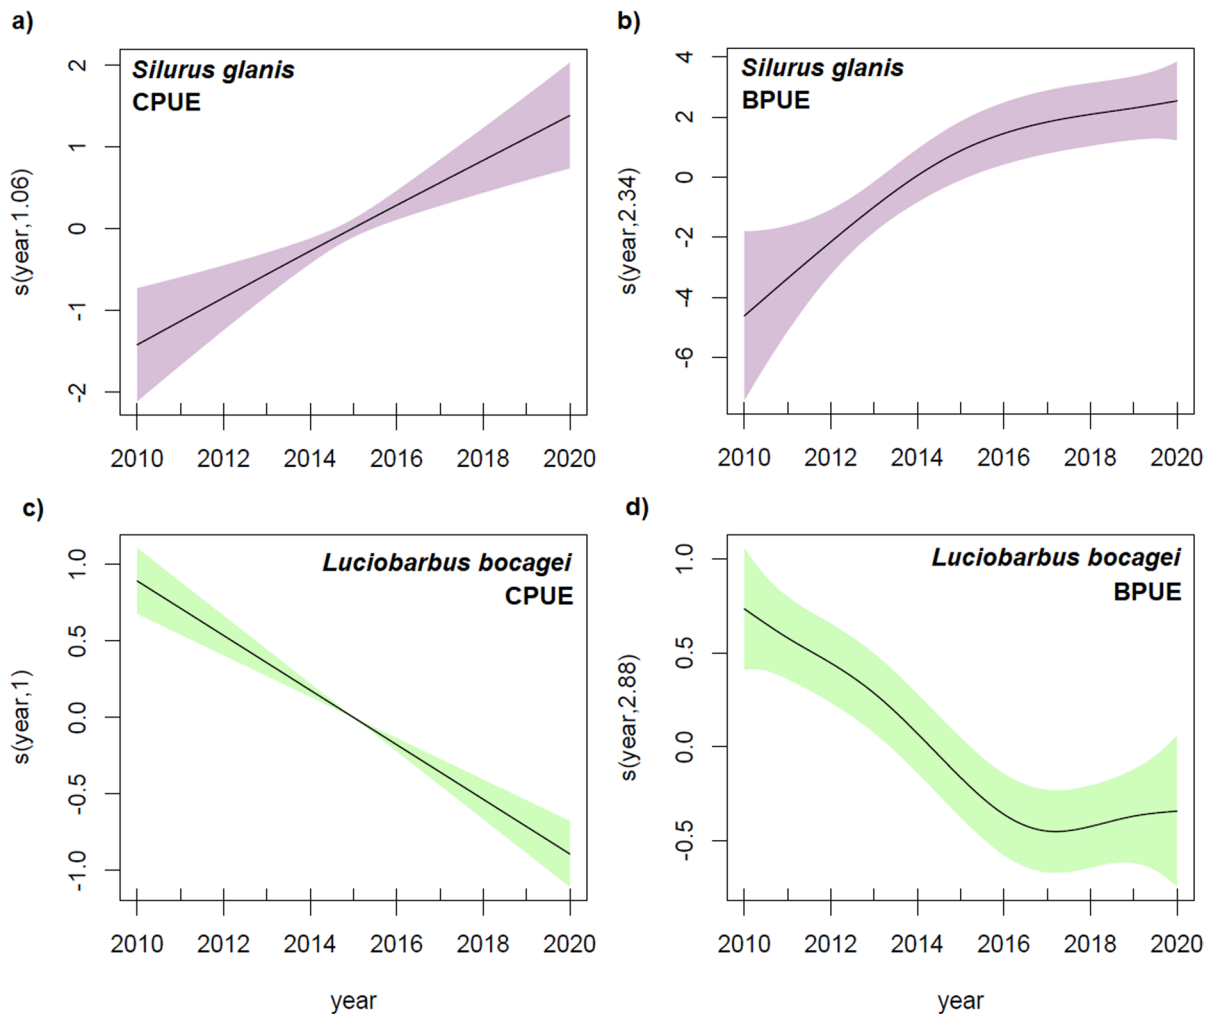 a)
Silurus glanis
CPUE
s(year,1.06)
2
1
0
-1
-2
2010 2012 2014 2016 2018 2020
b)
Silurus glanis
BPUE
s(year,2.34)
4
2
0
-2
-4
-6
2010 2012 2014 2016 2018 2020
c)
Luciobarbus bocagei
CPUE
s(year,1)
1.0
0.5
0.0
-0.5
-1.0
2010 2012 2014 2016 2018 2020
year
d)
Luciobarbus bocagei
BPUE
s(year,2.88)
1.0
0.5
0.0
-0.5
2010 2012 2014 2016 2018 2020
year